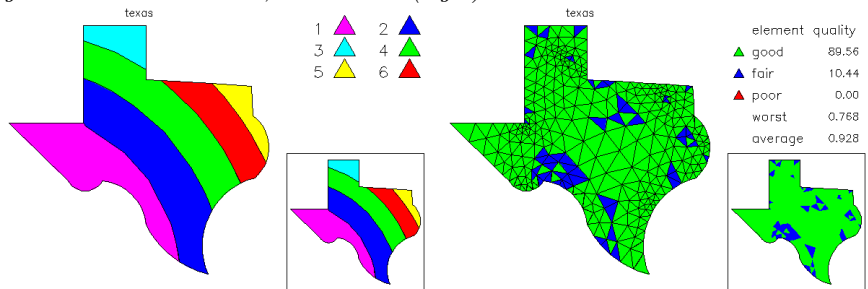 texas
1 2
3 4
5 6
texas
element quality
good 89.56
fair 10.44
poor 0.00
worst 0.768
average 0.928